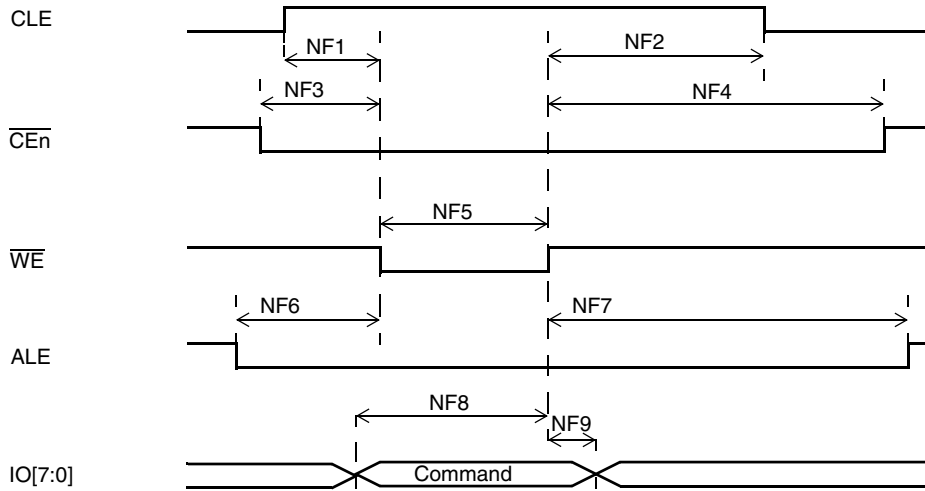 CLE
NF1
NF2
NF3
NF4
CEn
NF5
WE
NF6
NF7
ALE
NF8
NF9
IO[7:0]
Command